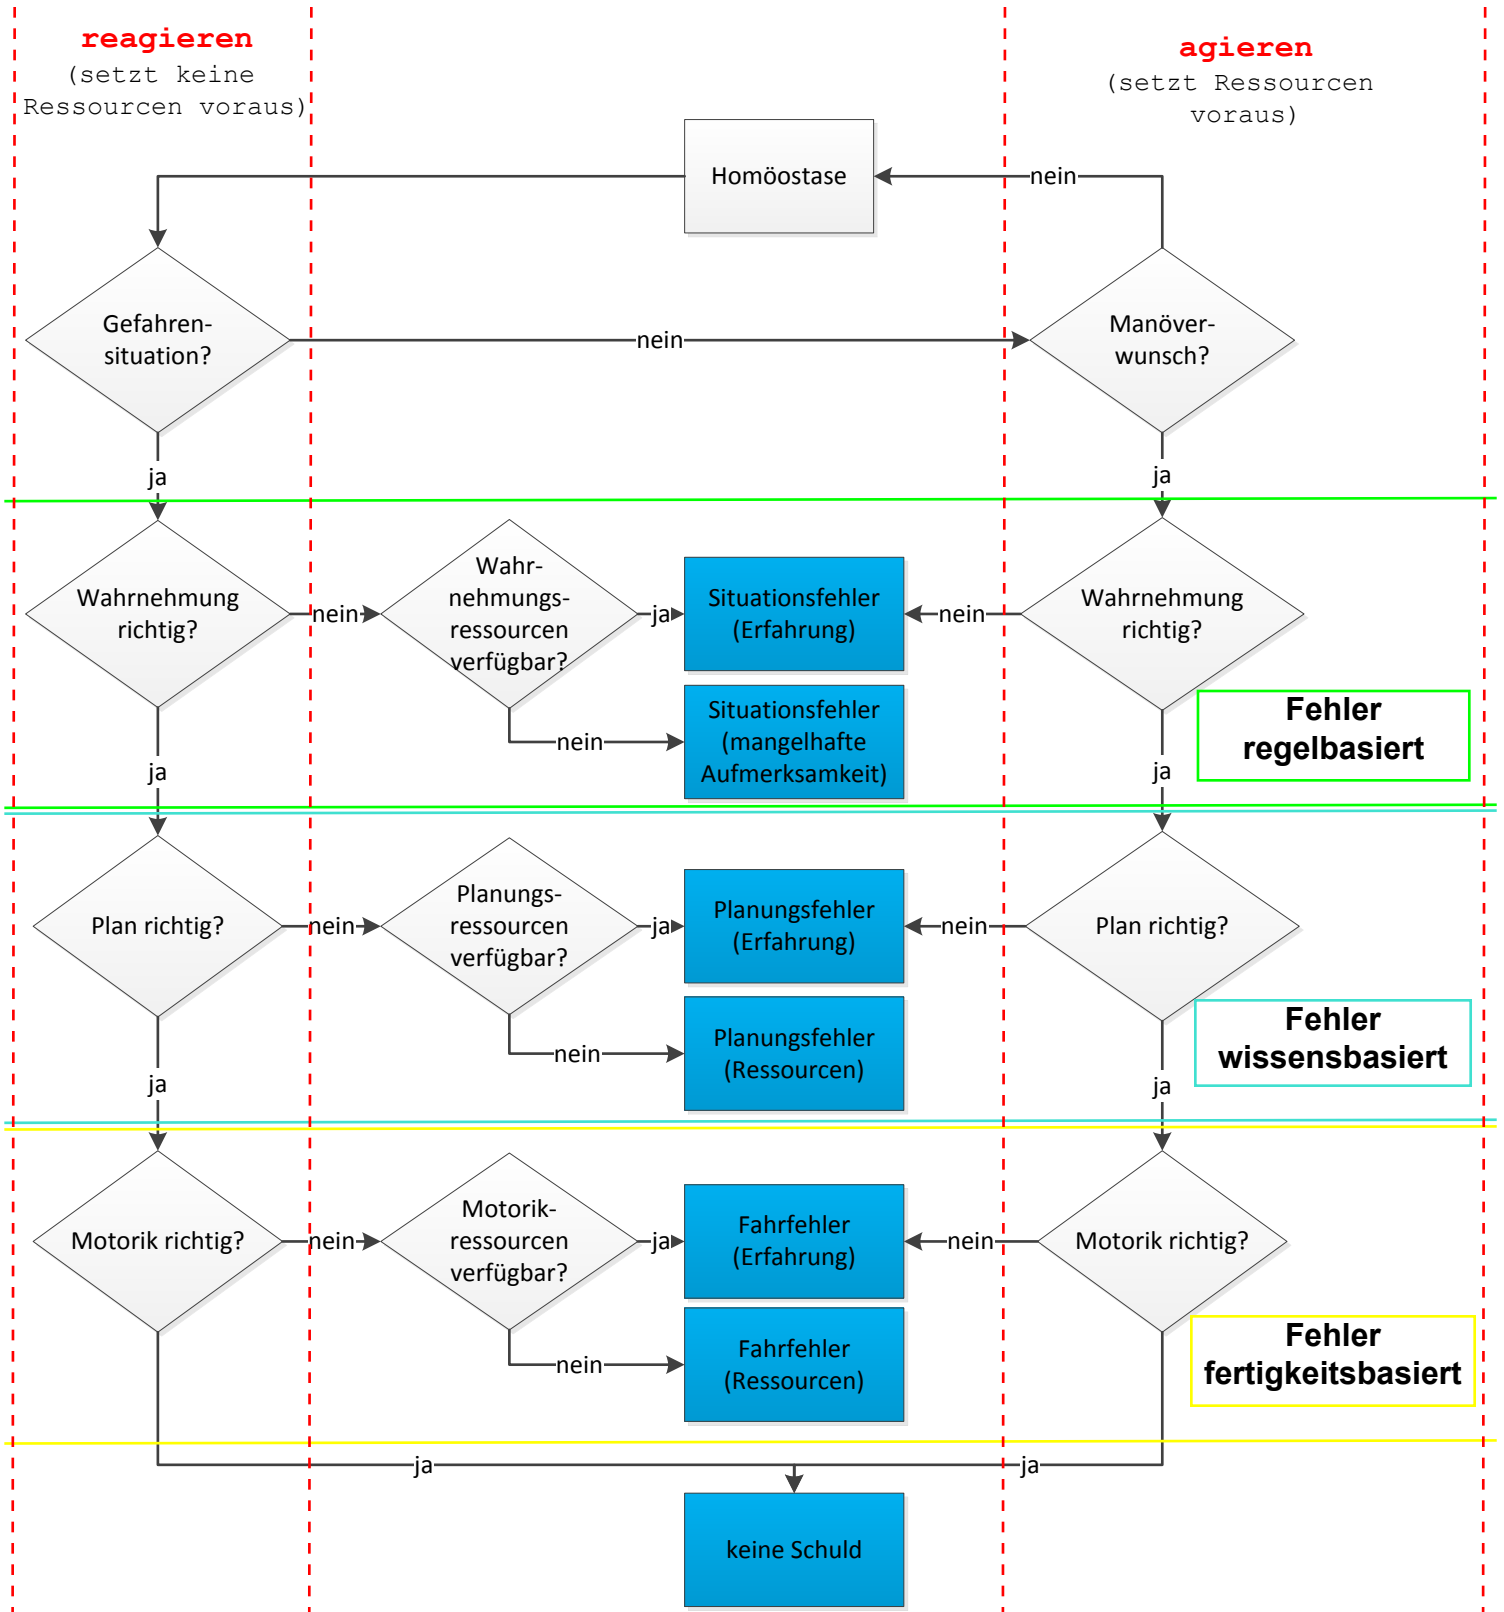 reagieren
(setzt keine
Ressourcen voraus)
agieren
(setzt Ressourcen
voraus)
Homöostase
nein
Gefahren-
situation?
nein
Manöver-
wunsch?
ja
ja
Wahrnehmung
richtig?
nein
Wahr-
nehmungs-
ressourcen
verfügbar?
ja
Situationsfehler
(Erfahrung)
nein
Wahrnehmung
richtig?
nein
Situationsfehler
(mangelhafte
Aufmerksamkeit)
Fehler
regelbasiert
ja
ja
Plan richtig?
nein
Planungs-
ressourcen
verfügbar?
ja
Planungsfehler
(Erfahrung)
nein
Plan richtig?
nein
Planungsfehler
(Ressourcen)
Fehler
wissensbasiert
ja
ja
Motorik richtig?
nein
Motorik-
ressourcen
verfügbar?
ja
Fahrfehler
(Erfahrung)
nein
Motorik richtig?
nein
Fahrfehler
(Ressourcen)
Fehler
fertigkeitsbasiert
ja
ja
keine Schuld